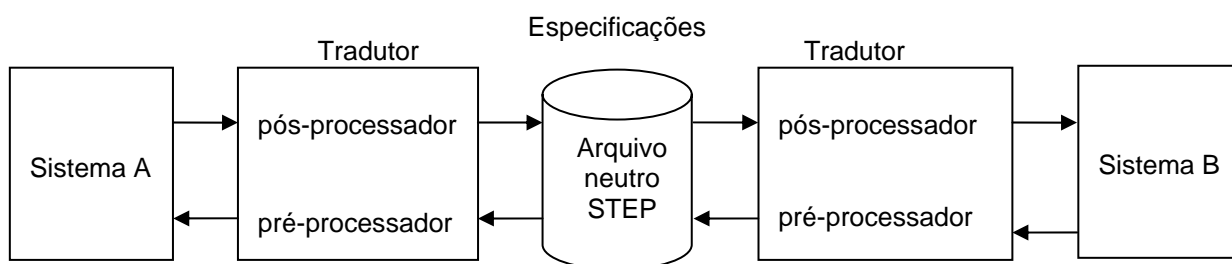 Especificações
Tradutor
Tradutor
Sistema A
pós-processador
pré-processador
Arquivo
neutro
STEP
pós-processador
pré-processador
Sistema B